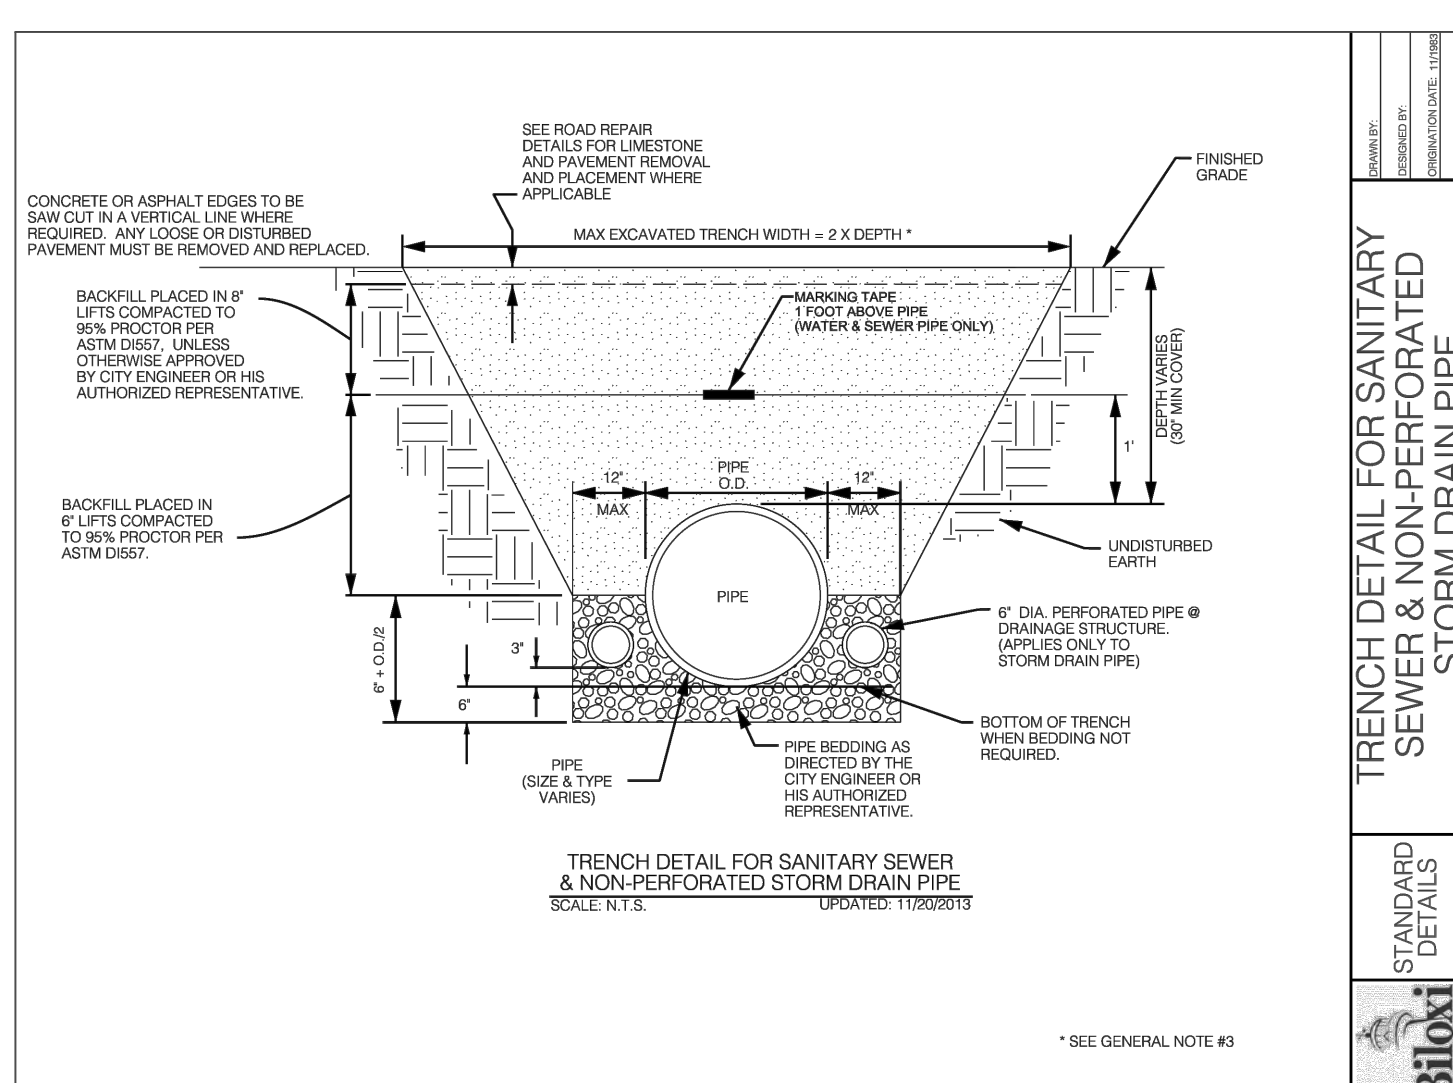 SEE ROAD REPAIR
DETAILS FOR LIMESTONE
AND PAVEMENT REMOVAL
AND PLACEMENT WHERE
APPLICABLE
FINISHED
GRADE
CONCRETE OR ASPHALT EDGES TO BE
SAW CUT IN A VERTICAL LINE WHERE
REQUIRED. ANY LOOSE OR DISTURBED
PAVEMENT MUST BE REMOVED AND REPLACED.
MAX EXCAVATED TRENCH WIDTH = 2 X DEPTH *
BACKFILL PLACED IN 8"
LIFTS COMPACTED TO
95% PROCTOR PER
ASTM DI557, UNLESS
OTHERWISE APPROVED
BY CITY ENGINEER OR HIS
AUTHORIZED REPRESENTATIVE.
MARKING TAPE
1 FOOT ABOVE PIPE
(WATER & SEWER PIPE ONLY)
DEPTH VARIES
(30" MIN COVER)
1'
12"
MAX
PIPE
O.D.
12"
MAX
BACKFILL PLACED IN
6" LIFTS COMPACTED
TO 95% PROCTOR PER
ASTM DI557.
UNDISTURBED
EARTH
PIPE
6" DIA. PERFORATED PIPE @
DRAINAGE STRUCTURE.
(APPLIES ONLY TO
STORM DRAIN PIPE)
6" + O.D./2
3"
6"
BOTTOM OF TRENCH
WHEN BEDDING NOT
REQUIRED.
PIPE
(SIZE & TYPE
VARIES)
PIPE BEDDING AS
DIRECTED BY THE
CITY ENGINEER OR
HIS AUTHORIZED
REPRESENTATIVE.
TRENCH DETAIL FOR SANITARY SEWER
& NON-PERFORATED STORM DRAIN PIPE
SCALE: N.T.S.
UPDATED: 11/20/2013
* SEE GENERAL NOTE #3
DRAWN BY:
DESIGNED BY:
ORIGINATION DATE: 11/1983
TRENCH DETAIL FOR SANITARY
SEWER & NON-PERFORATED
STORM DRAIN PIPE
STANDARD
DETAILS
Biloxi